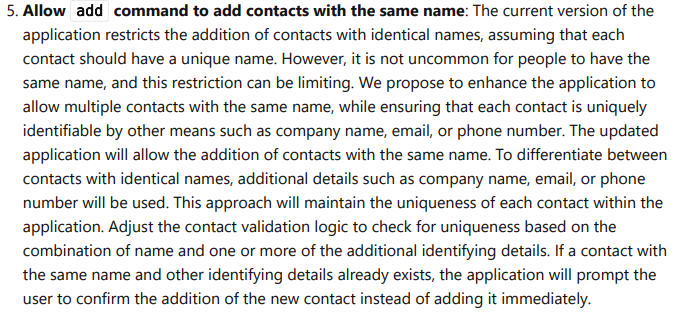 5. Allow add command to add contacts with the same name: The current version of the
application restricts the addition of contacts with identical names, assuming that each
contact should have a unique name. However, it is not uncommon for people to have the
same name, and this restriction can be limiting. We propose to enhance the application to
allow multiple contacts with the same name, while ensuring that each contact is uniquely
identifiable by other means such as company name, email, or phone number. The updated
application will allow the addition of contacts with the same name. To differentiate between
contacts with identical names, additional details such as company name, email, or phone
number will be used. This approach will maintain the uniqueness of each contact within the
application. Adjust the contact validation logic to check for uniqueness based on the
combination of name and one or more of the additional identifying details. If a contact with
the same name and other identifying details already exists, the application will prompt the
user to confirm the addition of the new contact instead of adding it immediately.